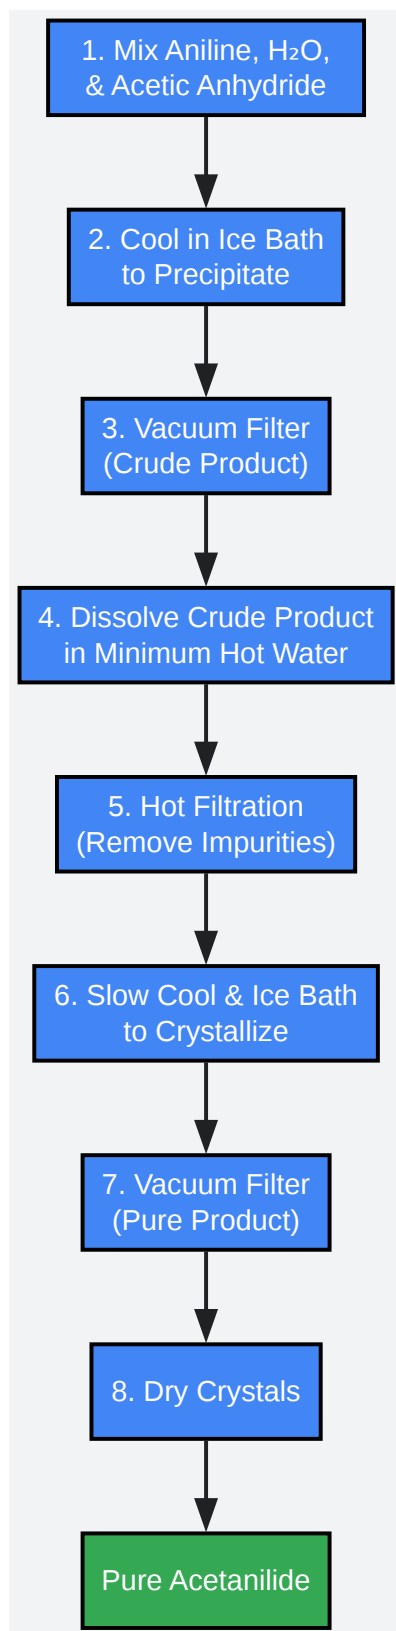 1. Mix Aniline, H₂O,
& Acetic Anhydride
2. Cool in Ice Bath
to Precipitate
3. Vacuum Filter
(Crude Product)
4. Dissolve Crude Product
in Minimum Hot Water
5. Hot Filtration
(Remove Impurities)
6. Slow Cool & Ice Bath
to Crystallize
7. Vacuum Filter
(Pure Product)
8. Dry Crystals
Pure Acetanilide